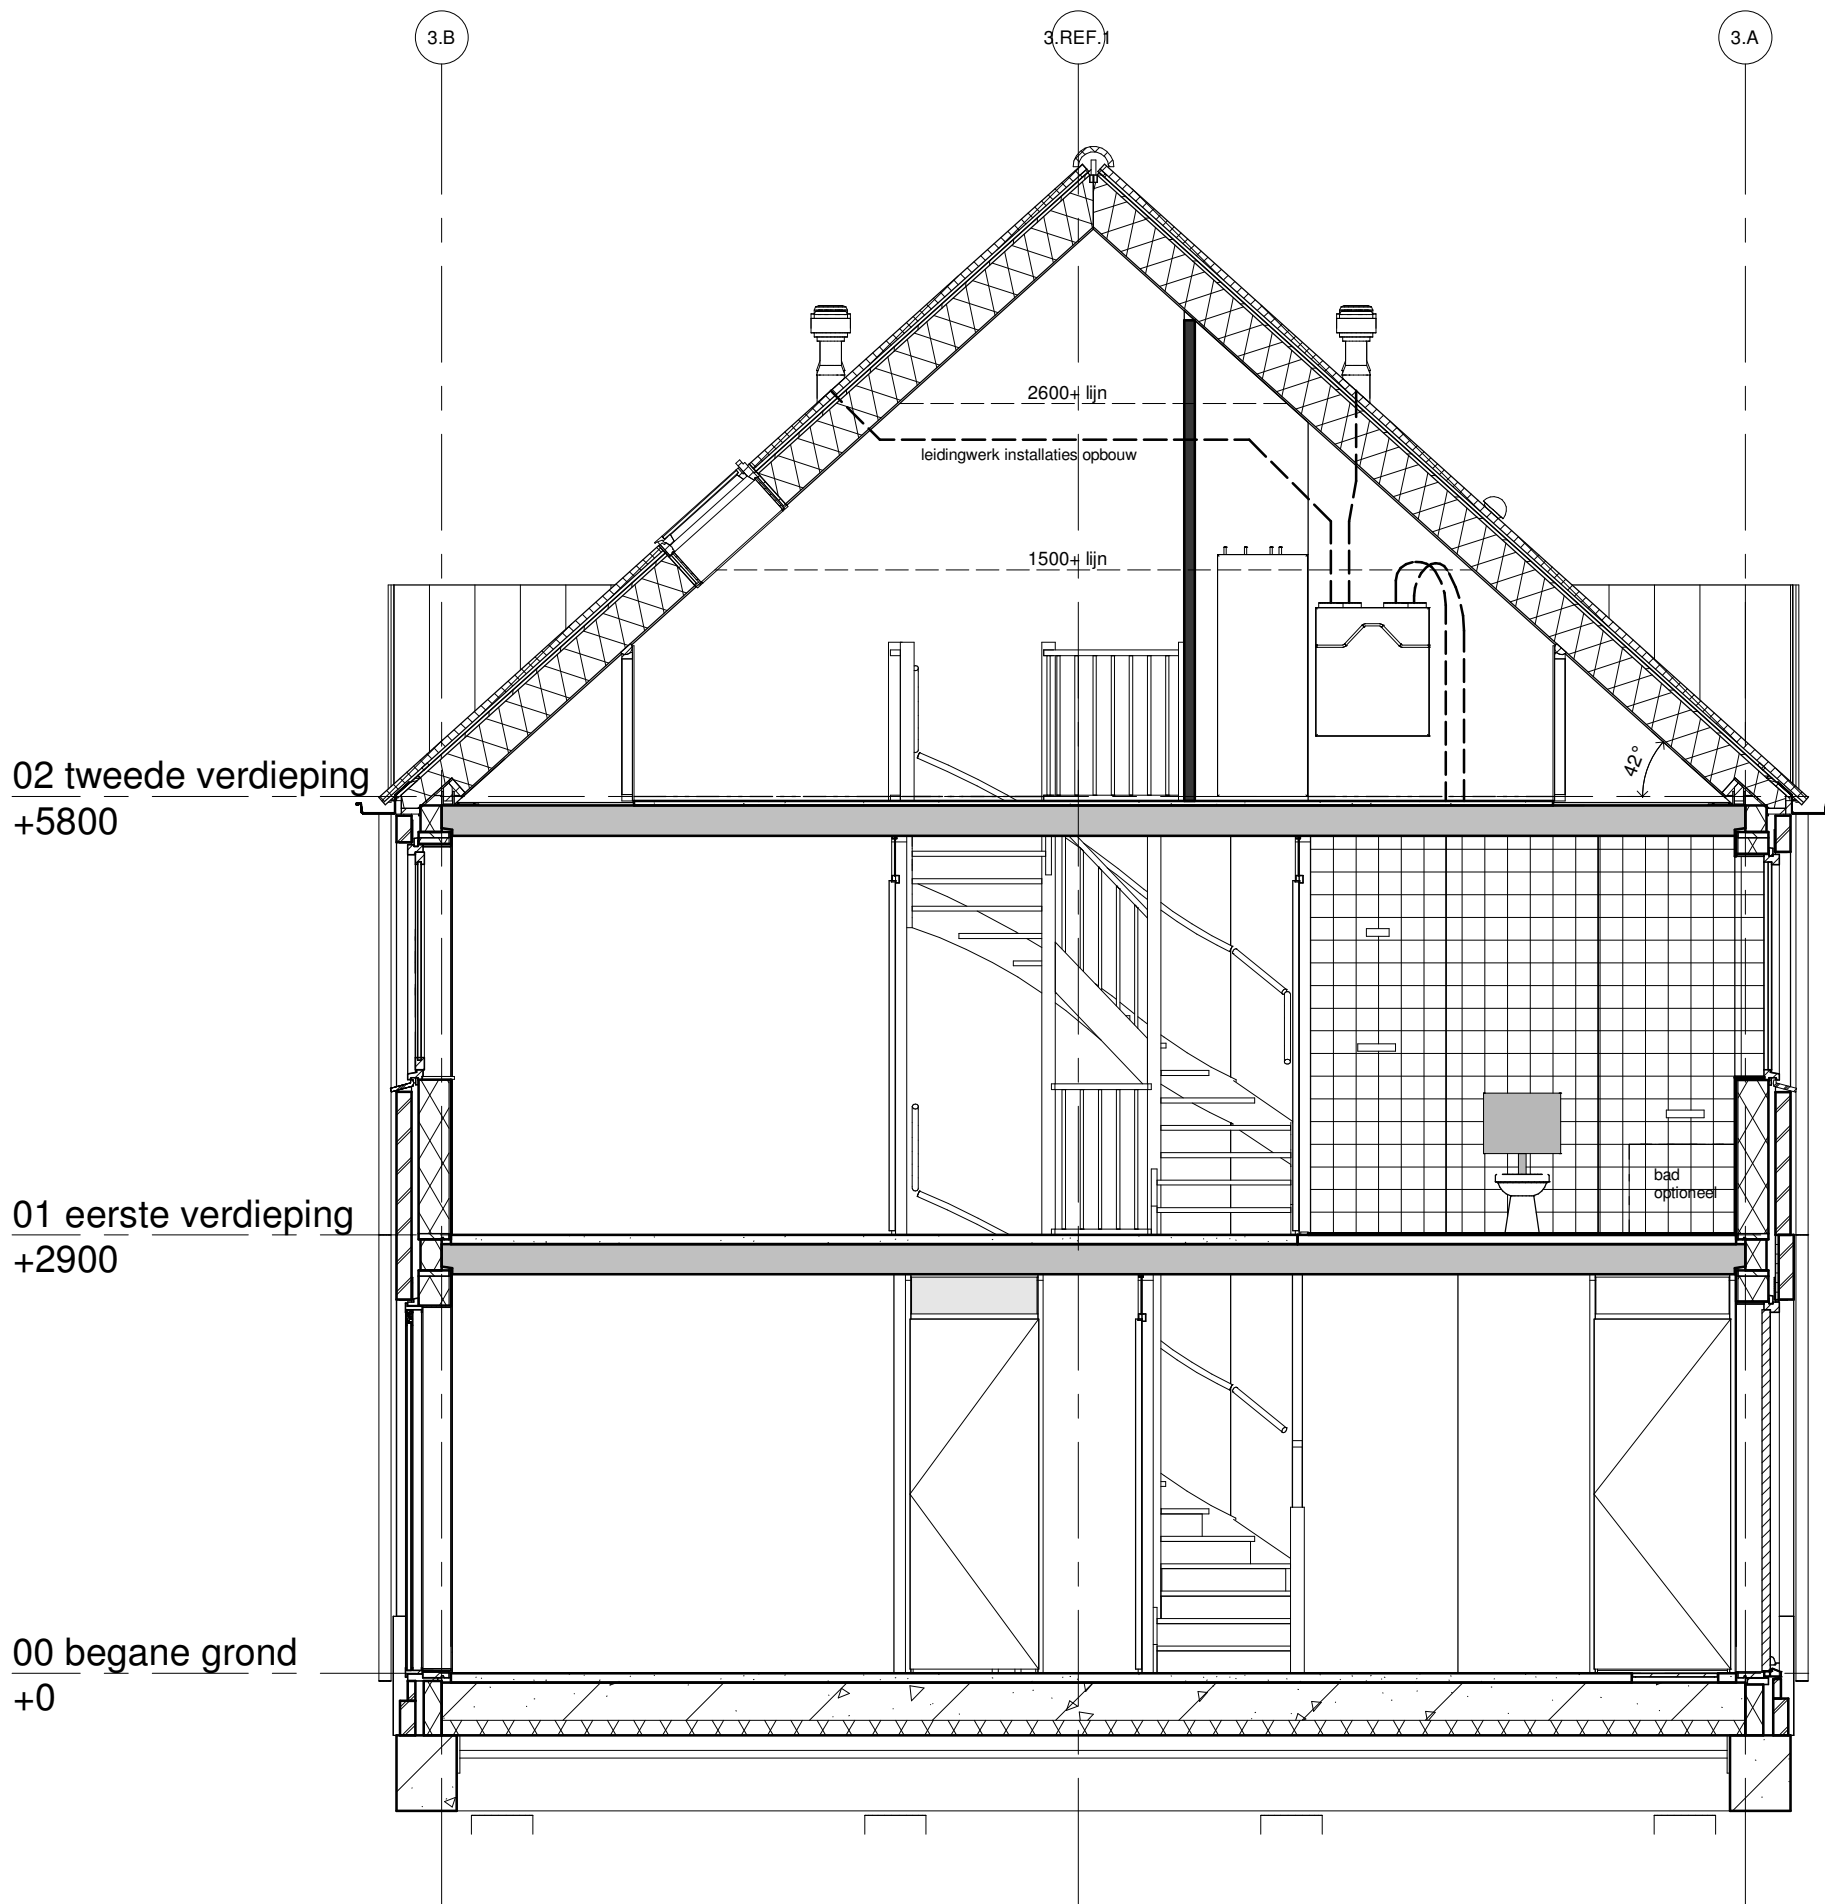 3.B
3.REF.1
3.A
2600+ lijn
leidingwerk installaties opbouw
1500+ lijn
42°
02 tweede verdieping
+5800
bad
optioneel
01 eerste verdieping
+2900
00 begane grond
+0